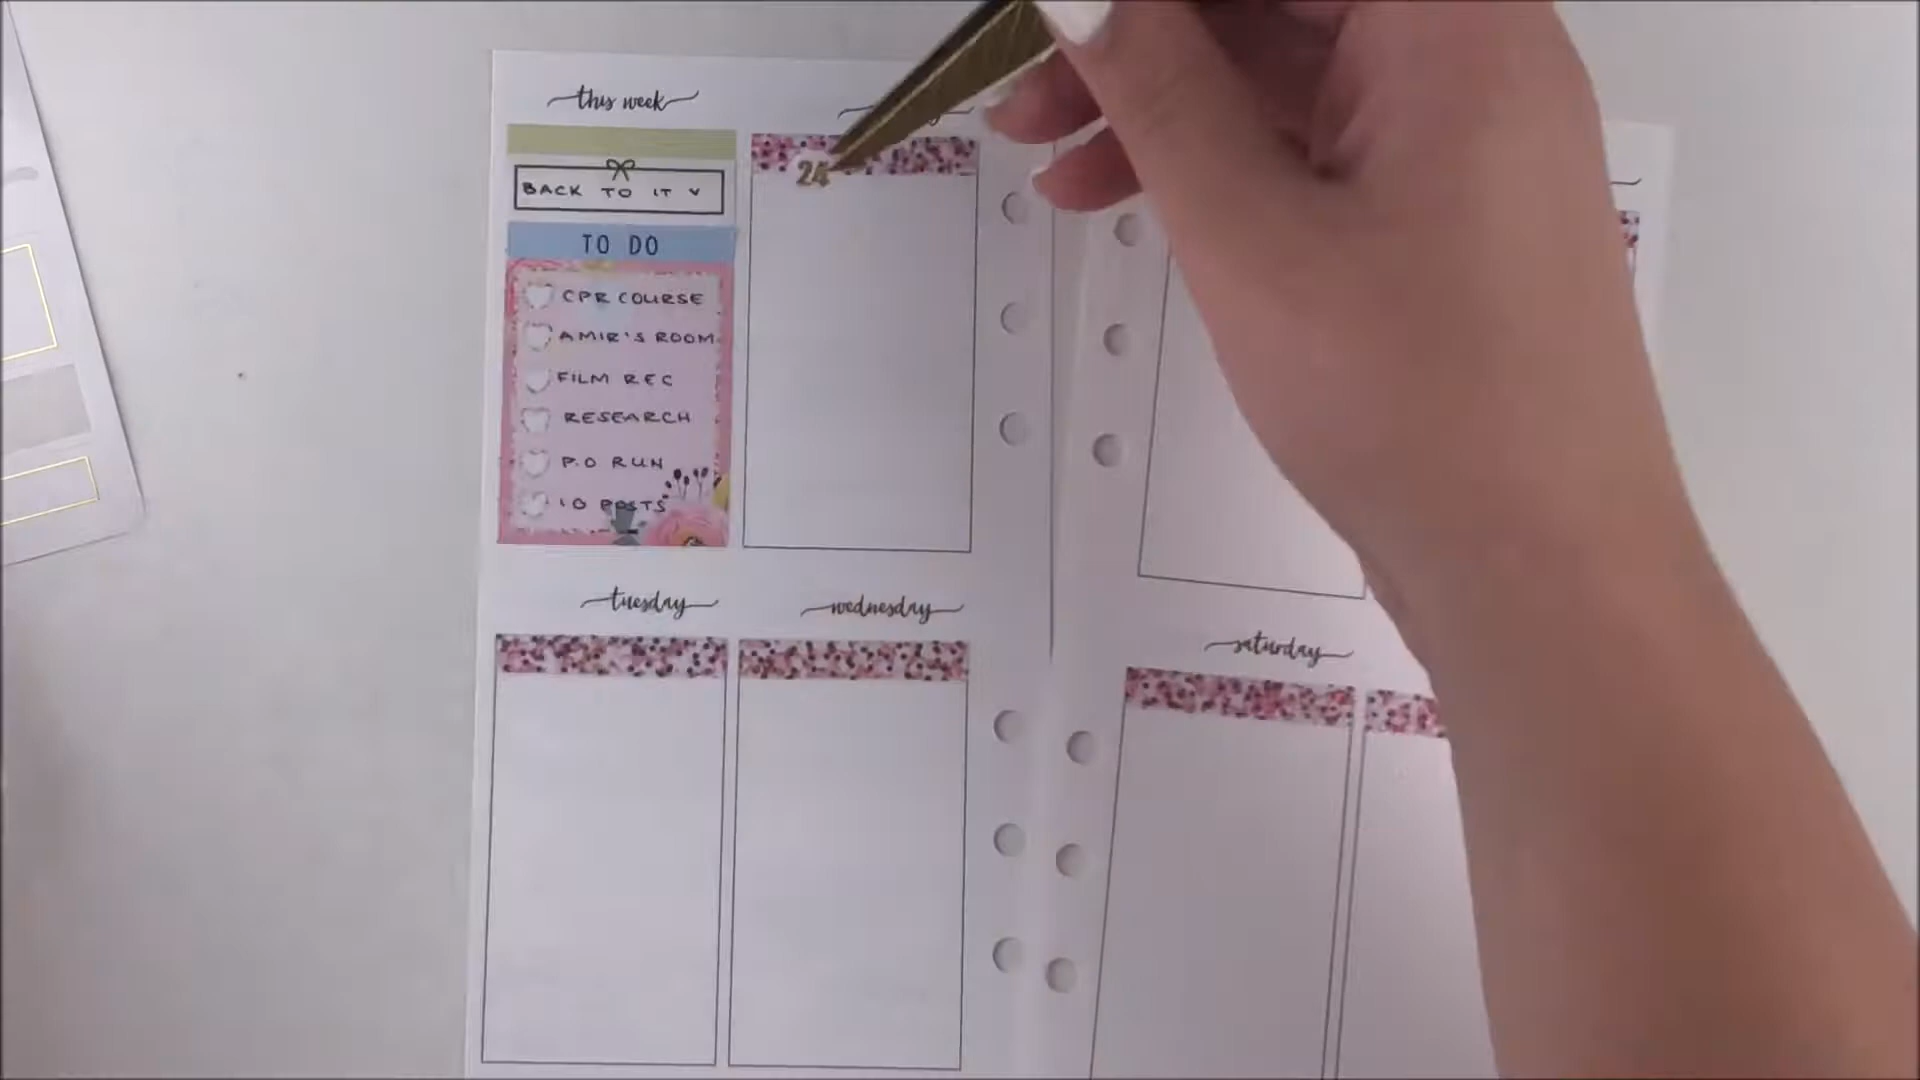 this week
BACK TO IT
TO DO
CPR COURSE
AMIR'S ROOM
FILM REC
RESEARCH
P.O RUN
10 POSTS
24
tuesday
wednesday
saturday